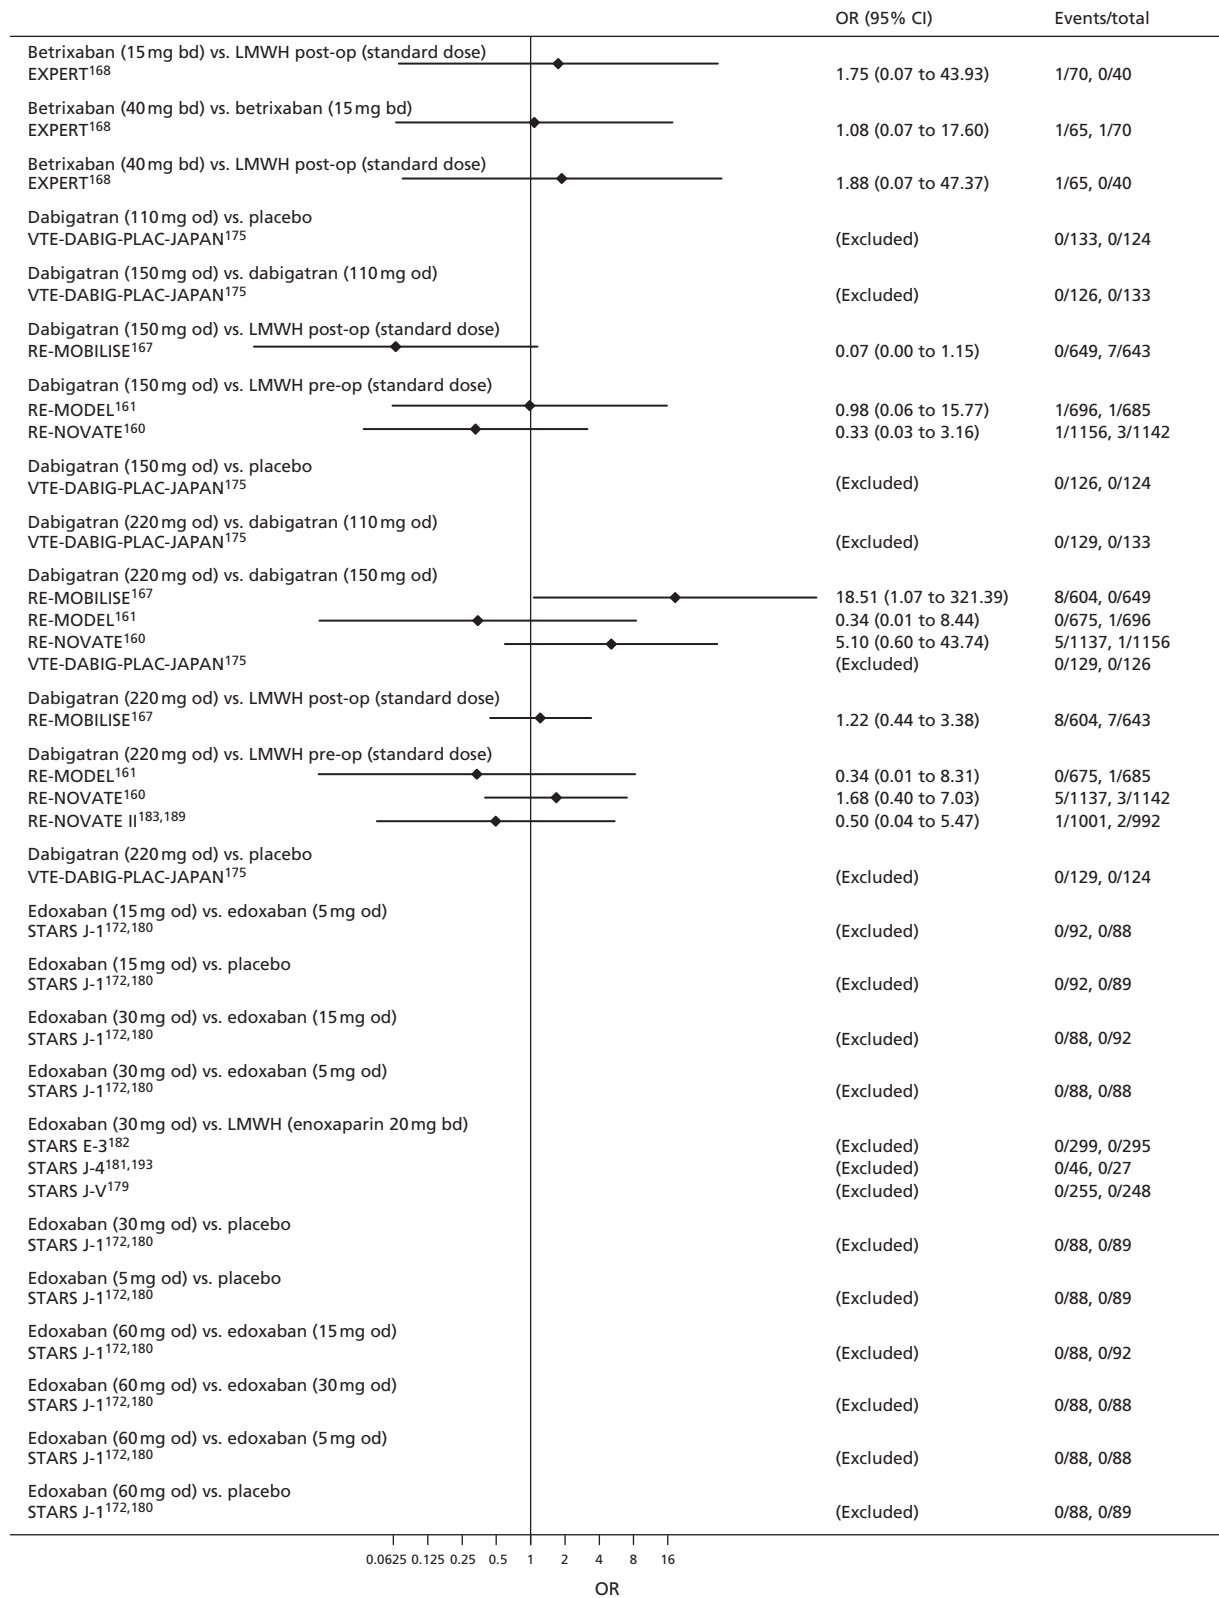 OR (95% CI) Events/total
Betrixaban (15 mg bd) vs. LMWH post-op (standard dose)
EXPERT168 1.75 (0.07 to 43.93) 1/70, 0/40
Betrixaban (40 mg bd) vs. betrixaban (15 mg bd)
EXPERT168 1.08 (0.07 to 17.60) 1/65, 1/70
Betrixaban (40 mg bd) vs. LMWH post-op (standard dose)
EXPERT168 1.88 (0.07 to 47.37) 1/65, 0/40
Dabigatran (110 mg od) vs. placebo
VTE-DABIG-PLAC-JAPAN175 (Excluded) 0/133, 0/124
Dabigatran (150 mg od) vs. dabigatran (110 mg od)
VTE-DABIG-PLAC-JAPAN175 (Excluded) 0/126, 0/133
Dabigatran (150 mg od) vs. LMWH post-op (standard dose)
RE-MOBILISE167 0.07 (0.00 to 1.15) 0/649, 7/643
Dabigatran (150 mg od) vs. LMWH pre-op (standard dose)
RE-MODEL161 0.98 (0.06 to 15.77) 1/696, 1/685
RE-NOVATE160 0.33 (0.03 to 3.16) 1/1156, 3/1142
Dabigatran (150 mg od) vs. placebo
VTE-DABIG-PLAC-JAPAN175 (Excluded) 0/126, 0/124
Dabigatran (220 mg od) vs. dabigatran (110 mg od)
VTE-DABIG-PLAC-JAPAN175 (Excluded) 0/129, 0/133
Dabigatran (220 mg od) vs. dabigatran (150 mg od)
RE-MOBILISE167 18.51 (1.07 to 321.39) 8/604, 0/649
RE-MODEL161 0.34 (0.01 to 8.44) 0/675, 1/696
RE-NOVATE160 5.10 (0.60 to 43.74) 5/1137, 1/1156
VTE-DABIG-PLAC-JAPAN175 (Excluded) 0/129, 0/126
Dabigatran (220 mg od) vs. LMWH post-op (standard dose)
RE-MOBILISE167 1.22 (0.44 to 3.38) 8/604, 7/643
Dabigatran (220 mg od) vs. LMWH pre-op (standard dose)
RE-MODEL161 0.34 (0.01 to 8.31) 0/675, 1/685
RE-NOVATE160 1.68 (0.40 to 7.03) 5/1137, 3/1142
RE-NOVATE II183,189 0.50 (0.04 to 5.47) 1/1001, 2/992
Dabigatran (220 mg od) vs. placebo
VTE-DABIG-PLAC-JAPAN175 (Excluded) 0/129, 0/124
Edoxaban (15 mg od) vs. edoxaban (5 mg od)
STARS J-1172,180 (Excluded) 0/92, 0/88
Edoxaban (15 mg od) vs. placebo
STARS J-1172,180 (Excluded) 0/92, 0/89
Edoxaban (30 mg od) vs. edoxaban (15 mg od)
STARS J-1172,180 (Excluded) 0/88, 0/92
Edoxaban (30 mg od) vs. edoxaban (5 mg od)
STARS J-1172,180 (Excluded) 0/88, 0/88
Edoxaban (30 mg od) vs. LMWH (enoxaparin 20 mg bd)
STARS E-3182 (Excluded) 0/299, 0/295
STARS J-4181,193 (Excluded) 0/46, 0/27
STARS J-V179 (Excluded) 0/255, 0/248
Edoxaban (30 mg od) vs. placebo
STARS J-1172,180 (Excluded) 0/88, 0/89
Edoxaban (5 mg od) vs. placebo
STARS J-1172,180 (Excluded) 0/88, 0/89
Edoxaban (60 mg od) vs. edoxaban (15 mg od)
STARS J-1172,180 (Excluded) 0/88, 0/92
Edoxaban (60 mg od) vs. edoxaban (30 mg od)
STARS J-1172,180 (Excluded) 0/88, 0/88
Edoxaban (60 mg od) vs. edoxaban (5 mg od)
STARS J-1172,180 (Excluded) 0/88, 0/88
Edoxaban (60 mg od) vs. placebo
STARS J-1172,180 (Excluded) 0/88, 0/89
0.0625 0.125 0.25 0.5 1 2 4 8 16
OR